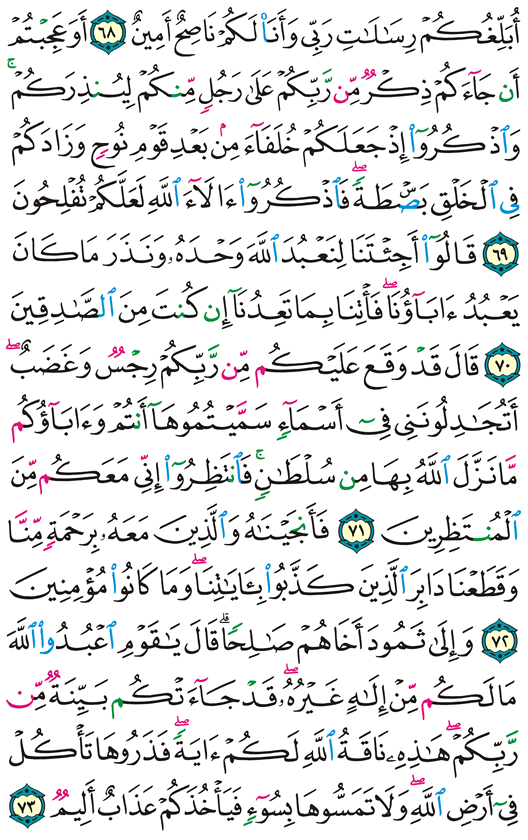 أُبَلِّغُكُمْ رِسَٰلَٰتِ رَبِّى وَأَنَا۠ لَكُمْ نَاصِحٌ أَمِينٌ ٦٨ أَوَعَجِبْتُمْ
أَن جَآءَكُمْ ذِكْرٌ مِّن رَّبِّكُمْ عَلَىٰ رَجُلٍ مِّنكُمْ لِيُنذِرَكُمْ ۚ
وَٱذْكُرُوٓا۟ إِذْ جَعَلَكُمْ خُلَفَآءَ مِنۢ بَعْدِ قَوْمِ نُوحٍ وَزَادَكُمْ
فِى ٱلْخَلْقِ بَصْۜطَةً ۖ فَٱذْكُرُوٓا۟ ءَالَآءَ ٱللَّهِ لَعَلَّكُمْ تُفْلِحُونَ
٦٩ قَالُوٓا۟ أَجِئْتَنَا لِنَعْبُدَ ٱللَّهَ وَحْدَهُۥ وَنَذَرَ مَا كَانَ
يَعْبُدُ ءَابَآؤُنَا ۖ فَأْتِنَا بِمَا تَعِدُنَآ إِن كُنتَ مِنَ ٱلصَّٰدِقِينَ
٧٠ قَالَ قَدْ وَقَعَ عَلَيْكُم مِّن رَّبِّكُمْ رِجْسٌ وَغَضَبٌ ۖ
أَتُجَٰدِلُونَنِى فِىٓ أَسْمَآءٍ سَمَّيْتُمُوهَآ أَنتُمْ وَءَابَآؤُكُم
مَّا نَزَّلَ ٱللَّهُ بِهَا مِن سُلْطَٰنٍ ۚ فَٱنتَظِرُوٓا۟ إِنِّى مَعَكُم مِّنَ
ٱلْمُنتَظِرِينَ ٧١ فَأَنجَيْنَٰهُ وَٱلَّذِينَ مَعَهُۥ بِرَحْمَةٍ مِّنَّا
وَقَطَعْنَا دَابِرَ ٱلَّذِينَ كَذَّبُوا۟ بِـَٔايَٰتِنَا ۖ وَمَا كَانُوا۟ مُؤْمِنِينَ
٧٢ وَإِلَىٰ ثَمُودَ أَخَاهُمْ صَٰلِحًا ۗ قَالَ يَٰقَوْمِ ٱعْبُدُوا۟ ٱللَّهَ
مَا لَكُم مِّنْ إِلَٰهٍ غَيْرُهُۥ ۖ قَدْ جَآءَتْكُم بَيِّنَةٌ مِّن
رَّبِّكُمْ ۖ هَٰذِهِۦ نَاقَةُ ٱللَّهِ لَكُمْ ءَايَةً ۖ فَذَرُوهَا تَأْكُلْ
فِىٓ أَرْضِ ٱللَّهِ ۖ وَلَا تَمَسُّوهَا بِسُوٓءٍ فَيَأْخُذَكُمْ عَذَابٌ أَلِيمٌ ٧٣